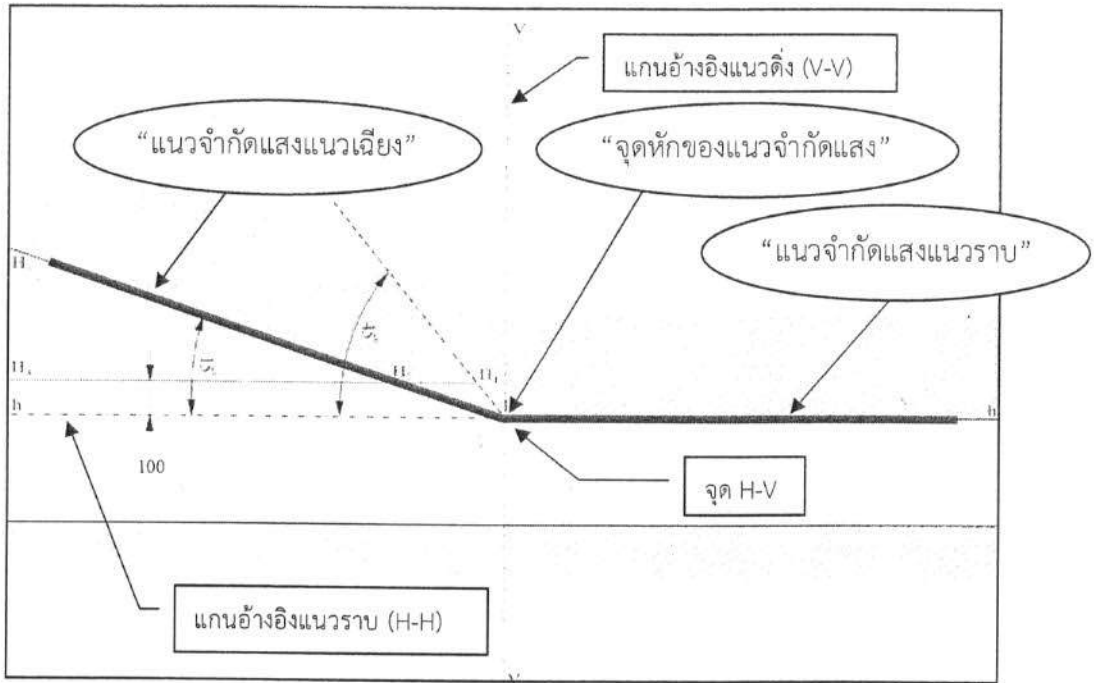 V
แกนอ้างอิงแนวดิ่ง (V-V)
“แนวจำกัดแสงแนวเฉียง”
“จุดหักของแนวจำกัดแสง”
“แนวจำกัดแสงแนวราบ”
H
45°
15°
H
H₁
h
h
100
จุด H-V
แกนอ้างอิงแนวราบ (H-H)
V